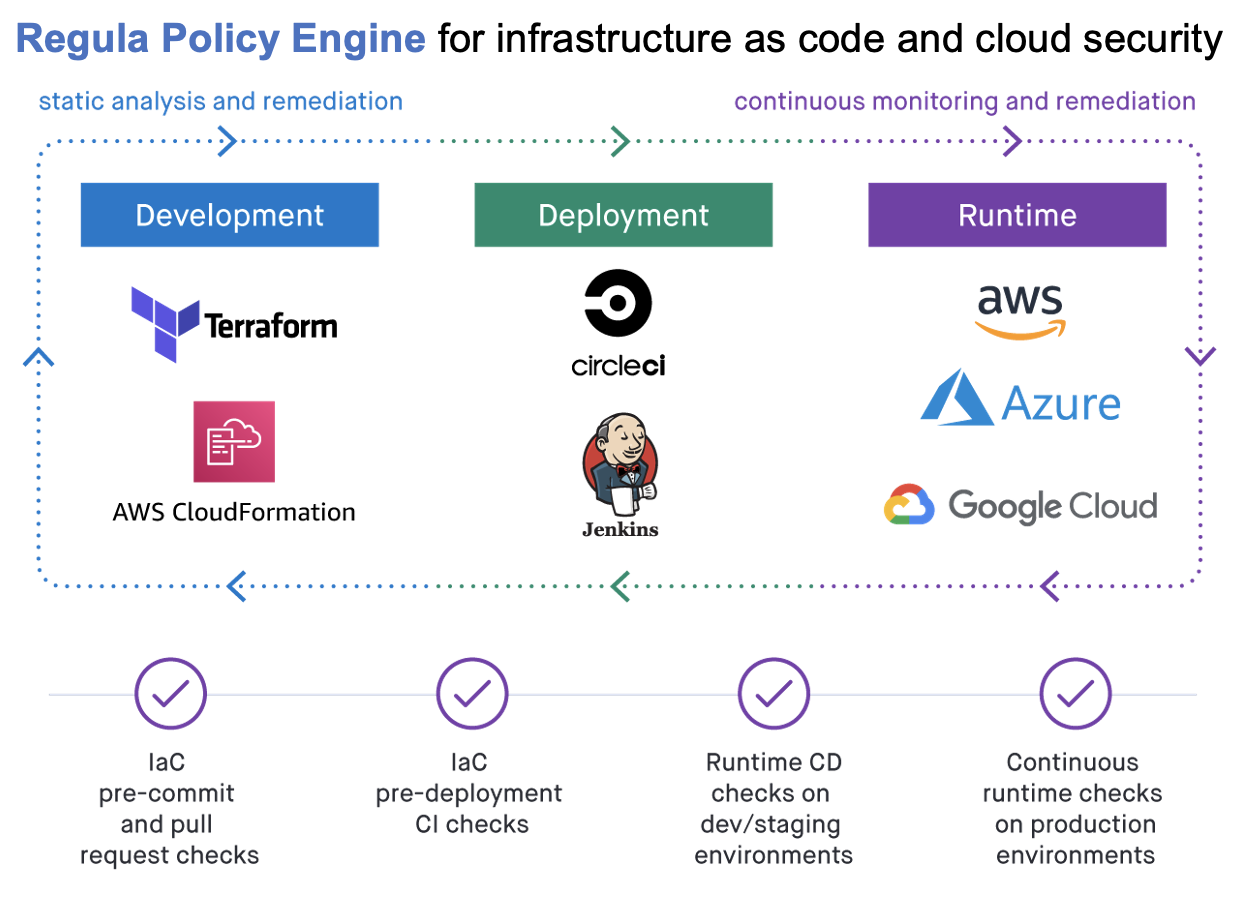 Regula Policy Engine for infrastructure as code and cloud security
static analysis and remediation
continuous monitoring and remediation
Development
Deployment
Runtime
Terraform
AWS CloudFormation
circleci
Jenkins
aws
Azure
Google Cloud
IaC
pre-commit
and pull
request checks
IaC
pre-deployment
CI checks
Runtime CD
checks on
dev/staging
environments
Continuous
runtime checks
on production
environments